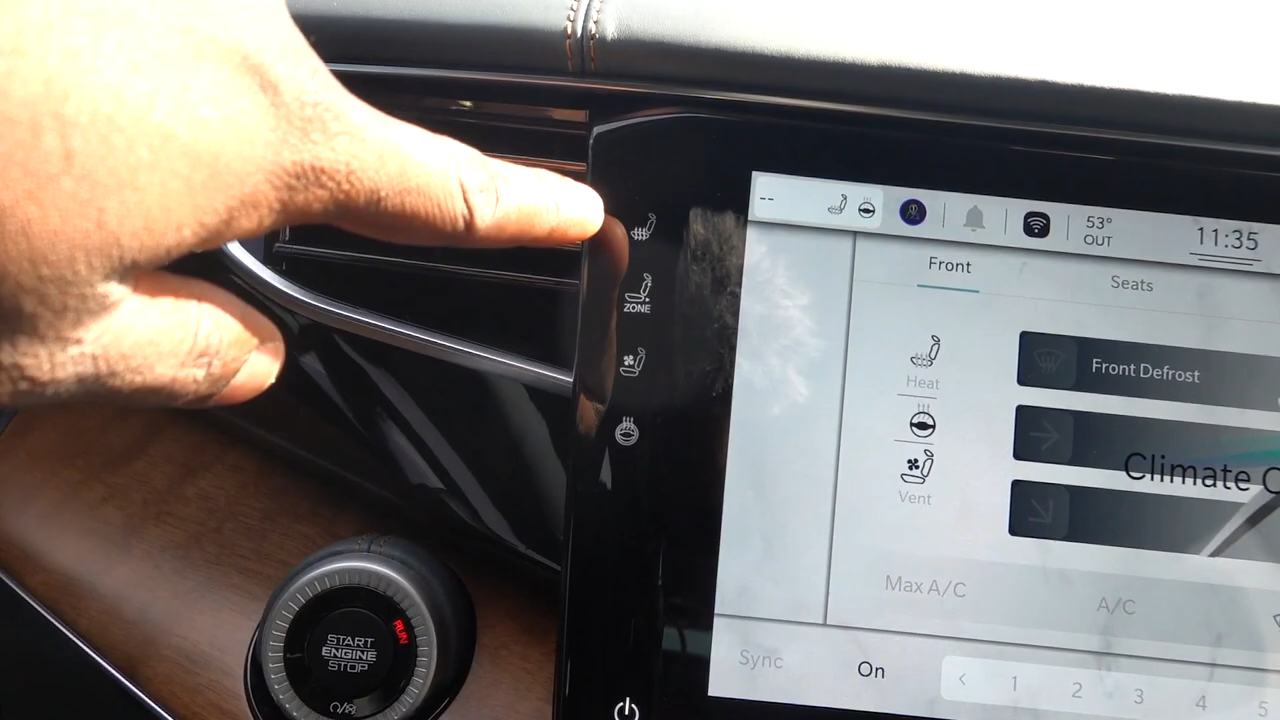 ZONE
START
ENGINE
STOP
RUN
--
53°
OUT
11:35
Front
Seats
Heat
Vent
Front Defrost
Climate C
Max A/C
A/C
Sync
On
< 1 2 3 4 5